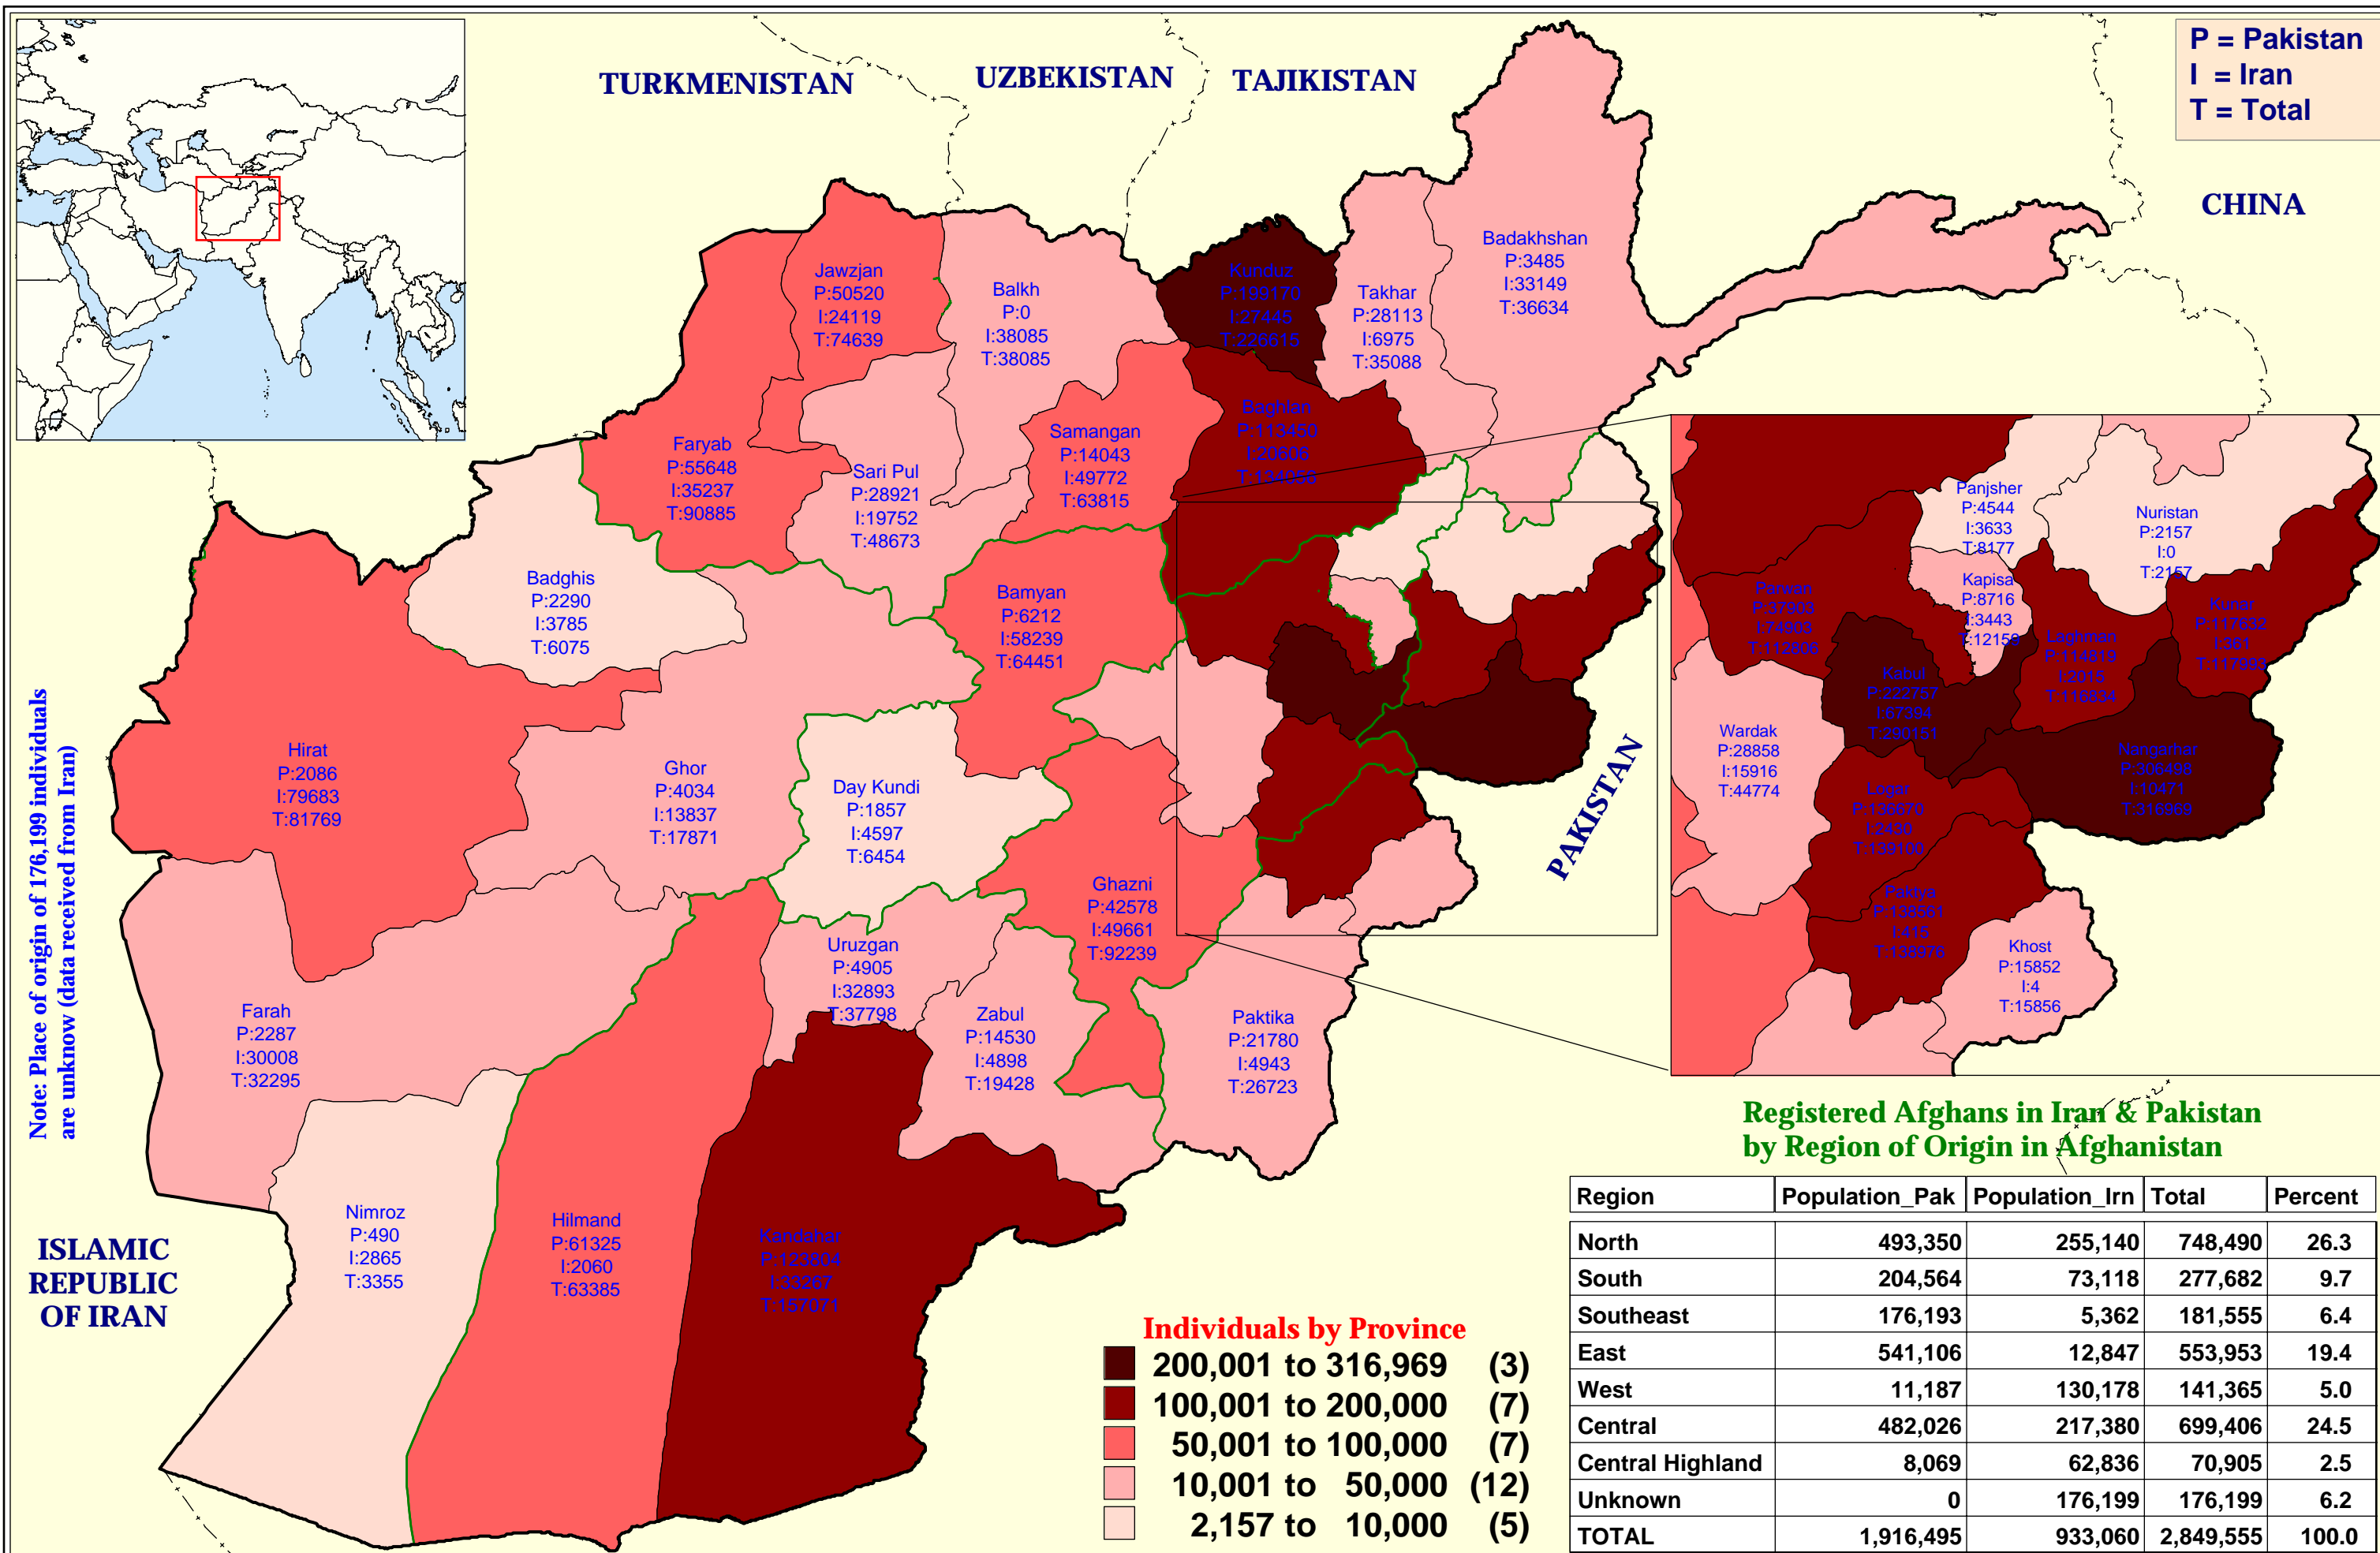 P = Pakistan
I = Iran
T = Total
TURKMENISTAN
UZBEKISTAN
TAJIKISTAN
CHINA
PAKISTAN
ISLAMIC
REPUBLIC
OF IRAN
Note: Place of origin of 176,199 individuals
are unknow (data received from Iran)
Jawzjan
P:50520
I:24119
T:74639
Balkh
P:0
I:38085
T:38085
Kunduz
P:199170
I:27445
T:226615
Takhar
P:28113
I:6975
T:35088
Badakhshan
P:3485
I:33149
T:36634
Faryab
P:55648
I:35237
T:90885
Sari Pul
P:28921
I:19752
T:48673
Samangan
P:14043
I:49772
T:63815
Baghlan
P:113450
I:20606
T:134056
Badghis
P:2290
I:3785
T:6075
Bamyan
P:6212
I:58239
T:64451
Hirat
P:2086
I:79683
T:81769
Ghor
P:4034
I:13837
T:17871
Day Kundi
P:1857
I:4597
T:6454
Ghazni
P:42578
I:49661
T:92239
Uruzgan
P:4905
I:32893
T:37798
Farah
P:2287
I:30008
T:32295
Zabul
P:14530
I:4898
T:19428
Paktika
P:21780
I:4943
T:26723
Nimroz
P:490
I:2865
T:3355
Hilmand
P:61325
I:2060
T:63385
Kandahar
P:123804
I:33267
T:157071
Panjsher
P:4544
I:3633
T:8177
Nuristan
P:2157
I:0
T:2157
Parwan
P:37903
I:74903
T:112806
Kapisa
P:8716
I:3443
T:12159
Laghman
P:114819
I:2015
T:116834
Kunar
P:117632
I:361
T:117993
Kabul
P:222757
I:67394
T:290151
Wardak
P:28858
I:15916
T:44774
Nangarhar
P:306498
I:10471
T:316969
Logar
P:136670
I:2430
T:139100
Paktya
P:138561
I:415
T:138976
Khost
P:15852
I:4
T:15856
Individuals by Province
200,001 to 316,969 (3)
100,001 to 200,000 (7)
50,001 to 100,000 (7)
10,001 to 50,000 (12)
2,157 to 10,000 (5)
Registered Afghans in Iran & Pakistan
by Region of Origin in Afghanistan
Region Population_Pak Population_Irn Total Percent
North 493,350 255,140 748,490 26.3
South 204,564 73,118 277,682 9.7
Southeast 176,193 5,362 181,555 6.4
East 541,106 12,847 553,953 19.4
West 11,187 130,178 141,365 5.0
Central 482,026 217,380 699,406 24.5
Central Highland 8,069 62,836 70,905 2.5
Unknown 0 176,199 176,199 6.2
TOTAL 1,916,495 933,060 2,849,555 100.0